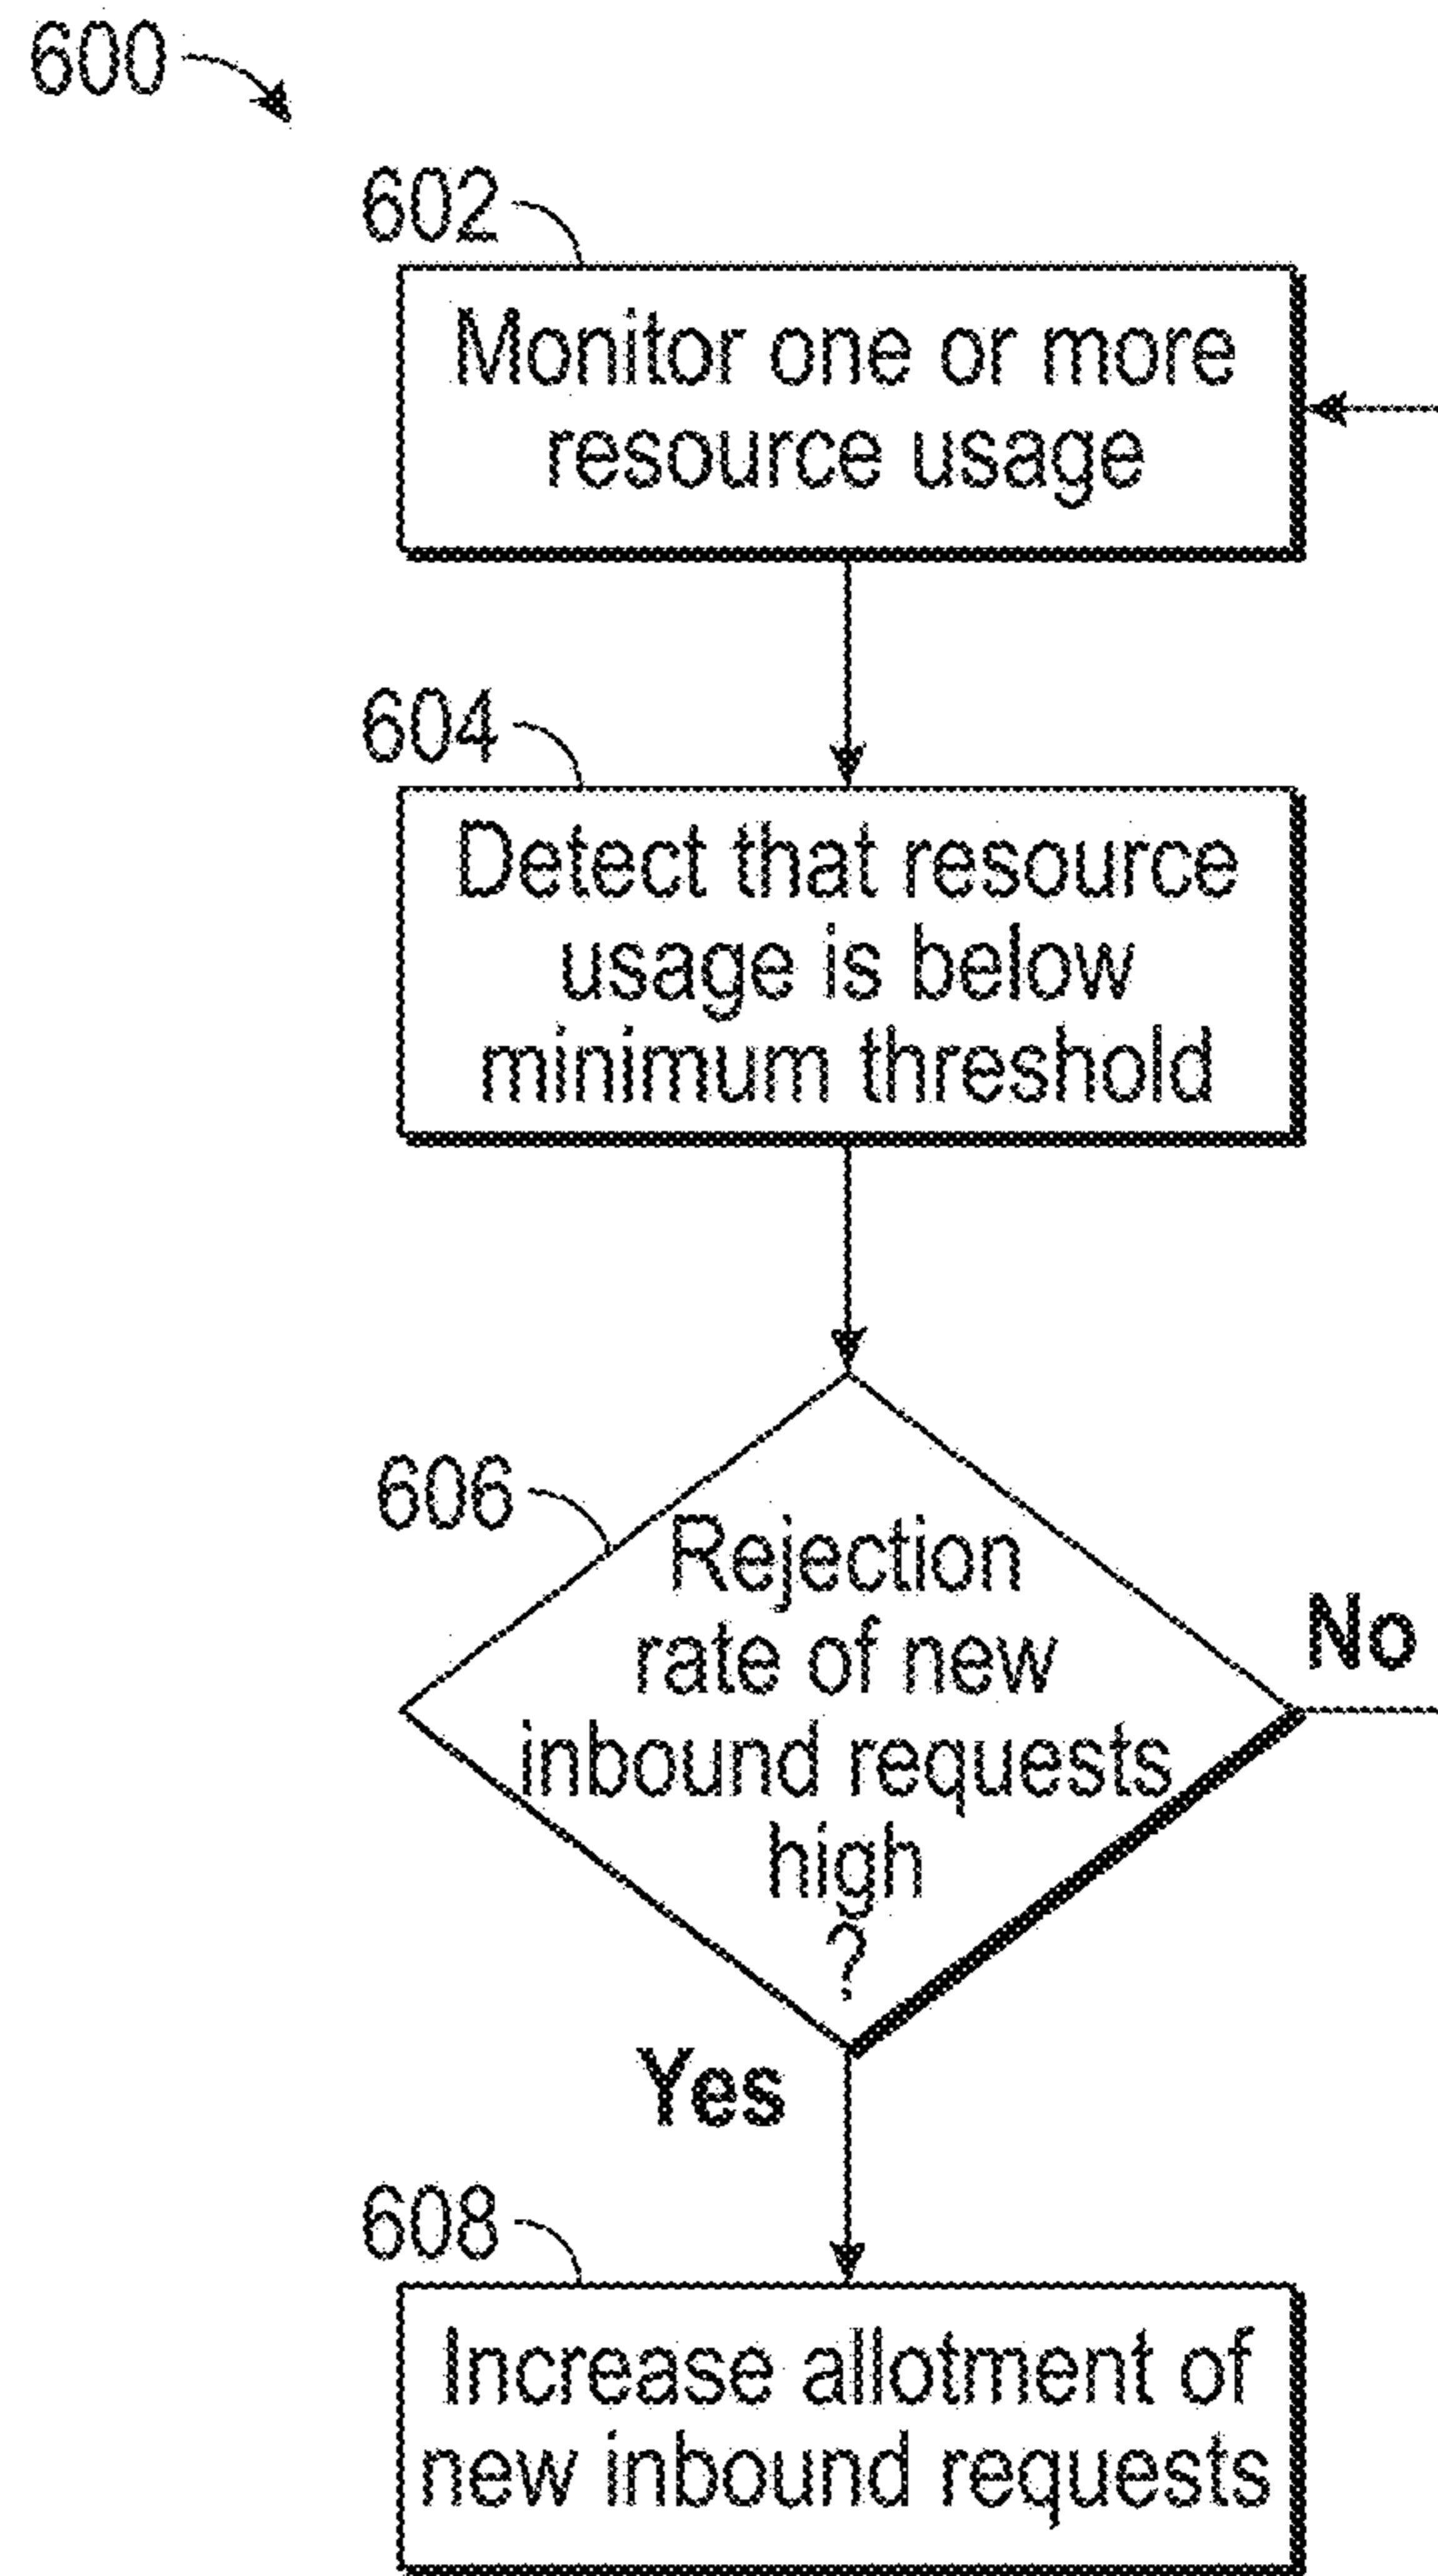 600
602
Monitor one or more
resource usage
604
Detect that resource
usage is below
minimum threshold
606
Rejection
rate of new
inbound requests
high
?
No
Yes
608
Increase allotment of
new inbound requests